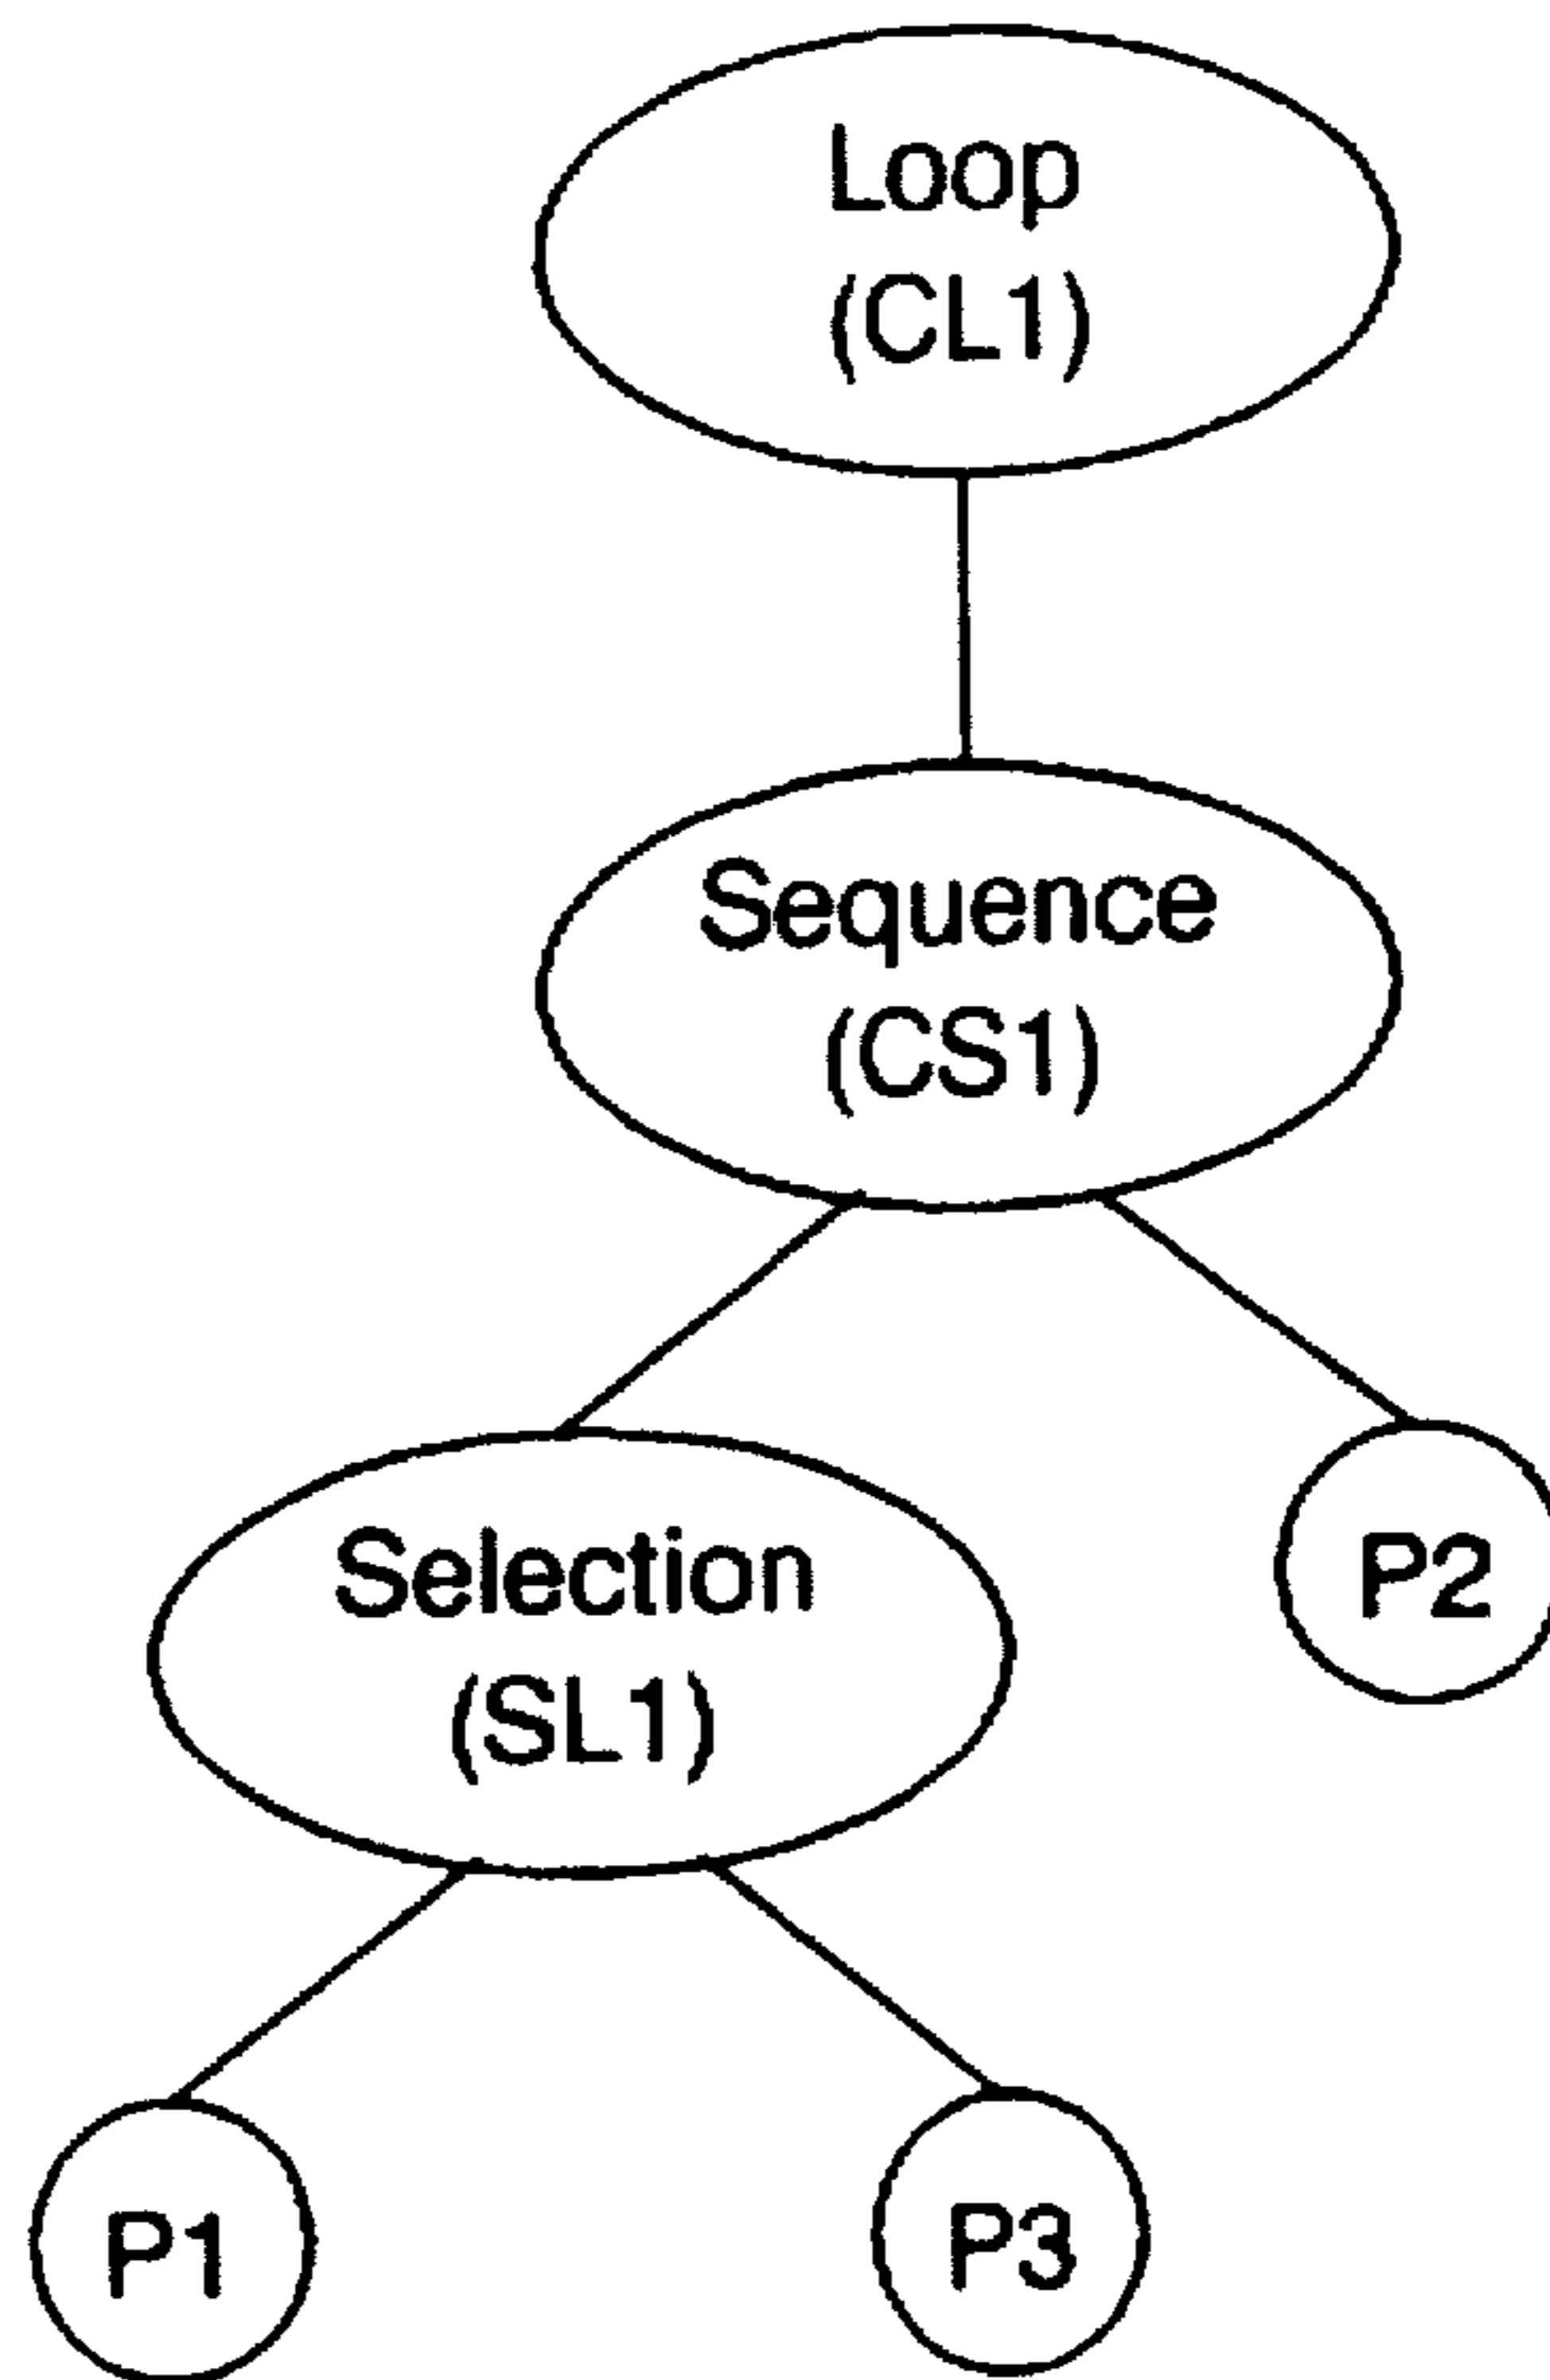 Loop
(CL1)
Sequence
(CS1)
Selection
(SL1)
P2
P1
P3